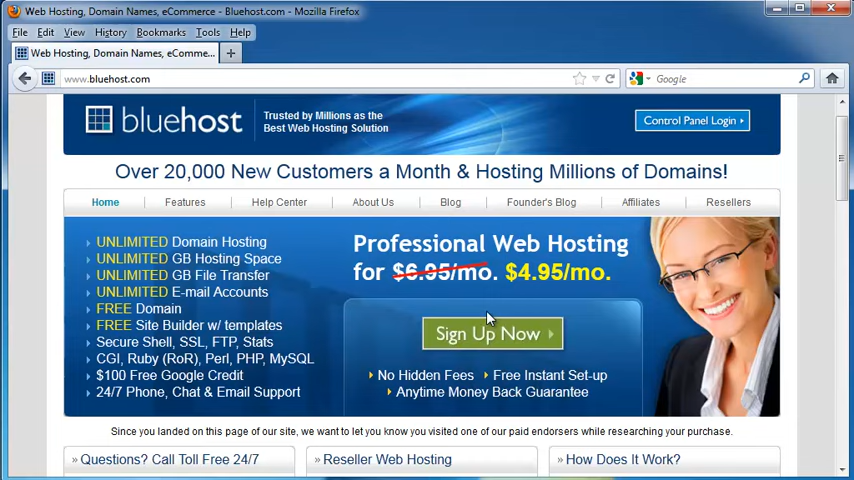 Web Hosting, Domain Names, eCommerce - Bluehost.com - Mozilla Firefox
File Edit View History Bookmarks Tools Help
Web Hosting, Domain Names, eComme...
www.bluehost.com
Google
bluehost
Trusted by Millions as the
Best Web Hosting Solution
Control Panel Login
Over 20,000 New Customers a Month & Hosting Millions of Domains!
Home Features Help Center About Us Blog Founder's Blog Affiliates Resellers
UNLIMITED Domain Hosting
UNLIMITED GB Hosting Space
UNLIMITED GB File Transfer
UNLIMITED E-mail Accounts
FREE Domain
FREE Site Builder w/ templates
Secure Shell, SSL, FTP, Stats
CGI, Ruby (RoR), Perl, PHP, MySQL
$100 Free Google Credit
24/7 Phone, Chat & Email Support
Professional Web Hosting
for $6.95/mo. $4.95/mo.
Sign Up Now
No Hidden Fees Free Instant Set-up
Anytime Money Back Guarantee
Since you landed on this page of our site, we want to let you know you visited one of our paid endorsers while researching your purchase.
» Questions? Call Toll Free 24/7
» Reseller Web Hosting
» How Does It Work?